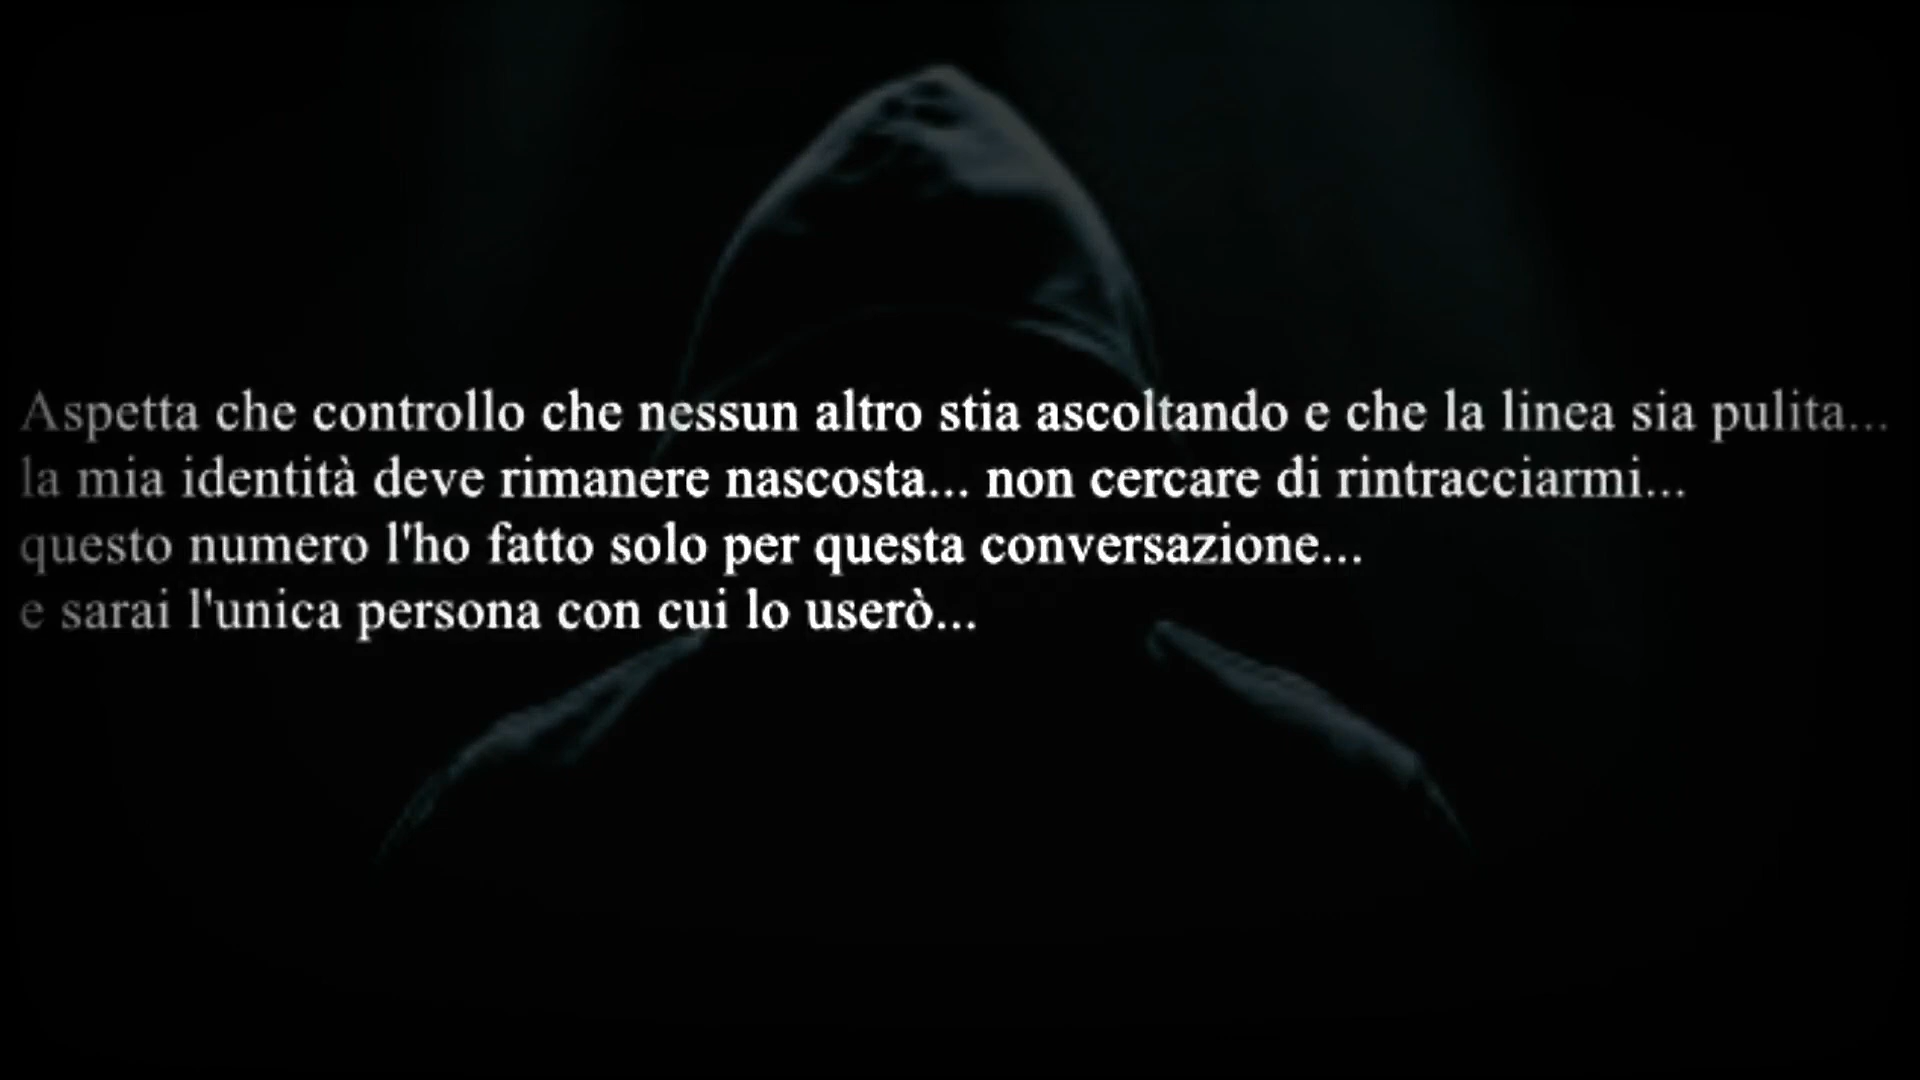 Aspetta che controllo che nessun altro stia ascoltando e che la linea sia pulita...
la mia identità deve rimanere nascosta... non cercare di rintracciarmi...
questo numero l'ho fatto solo per questa conversazione...
e sarai l'unica persona con cui lo userò...